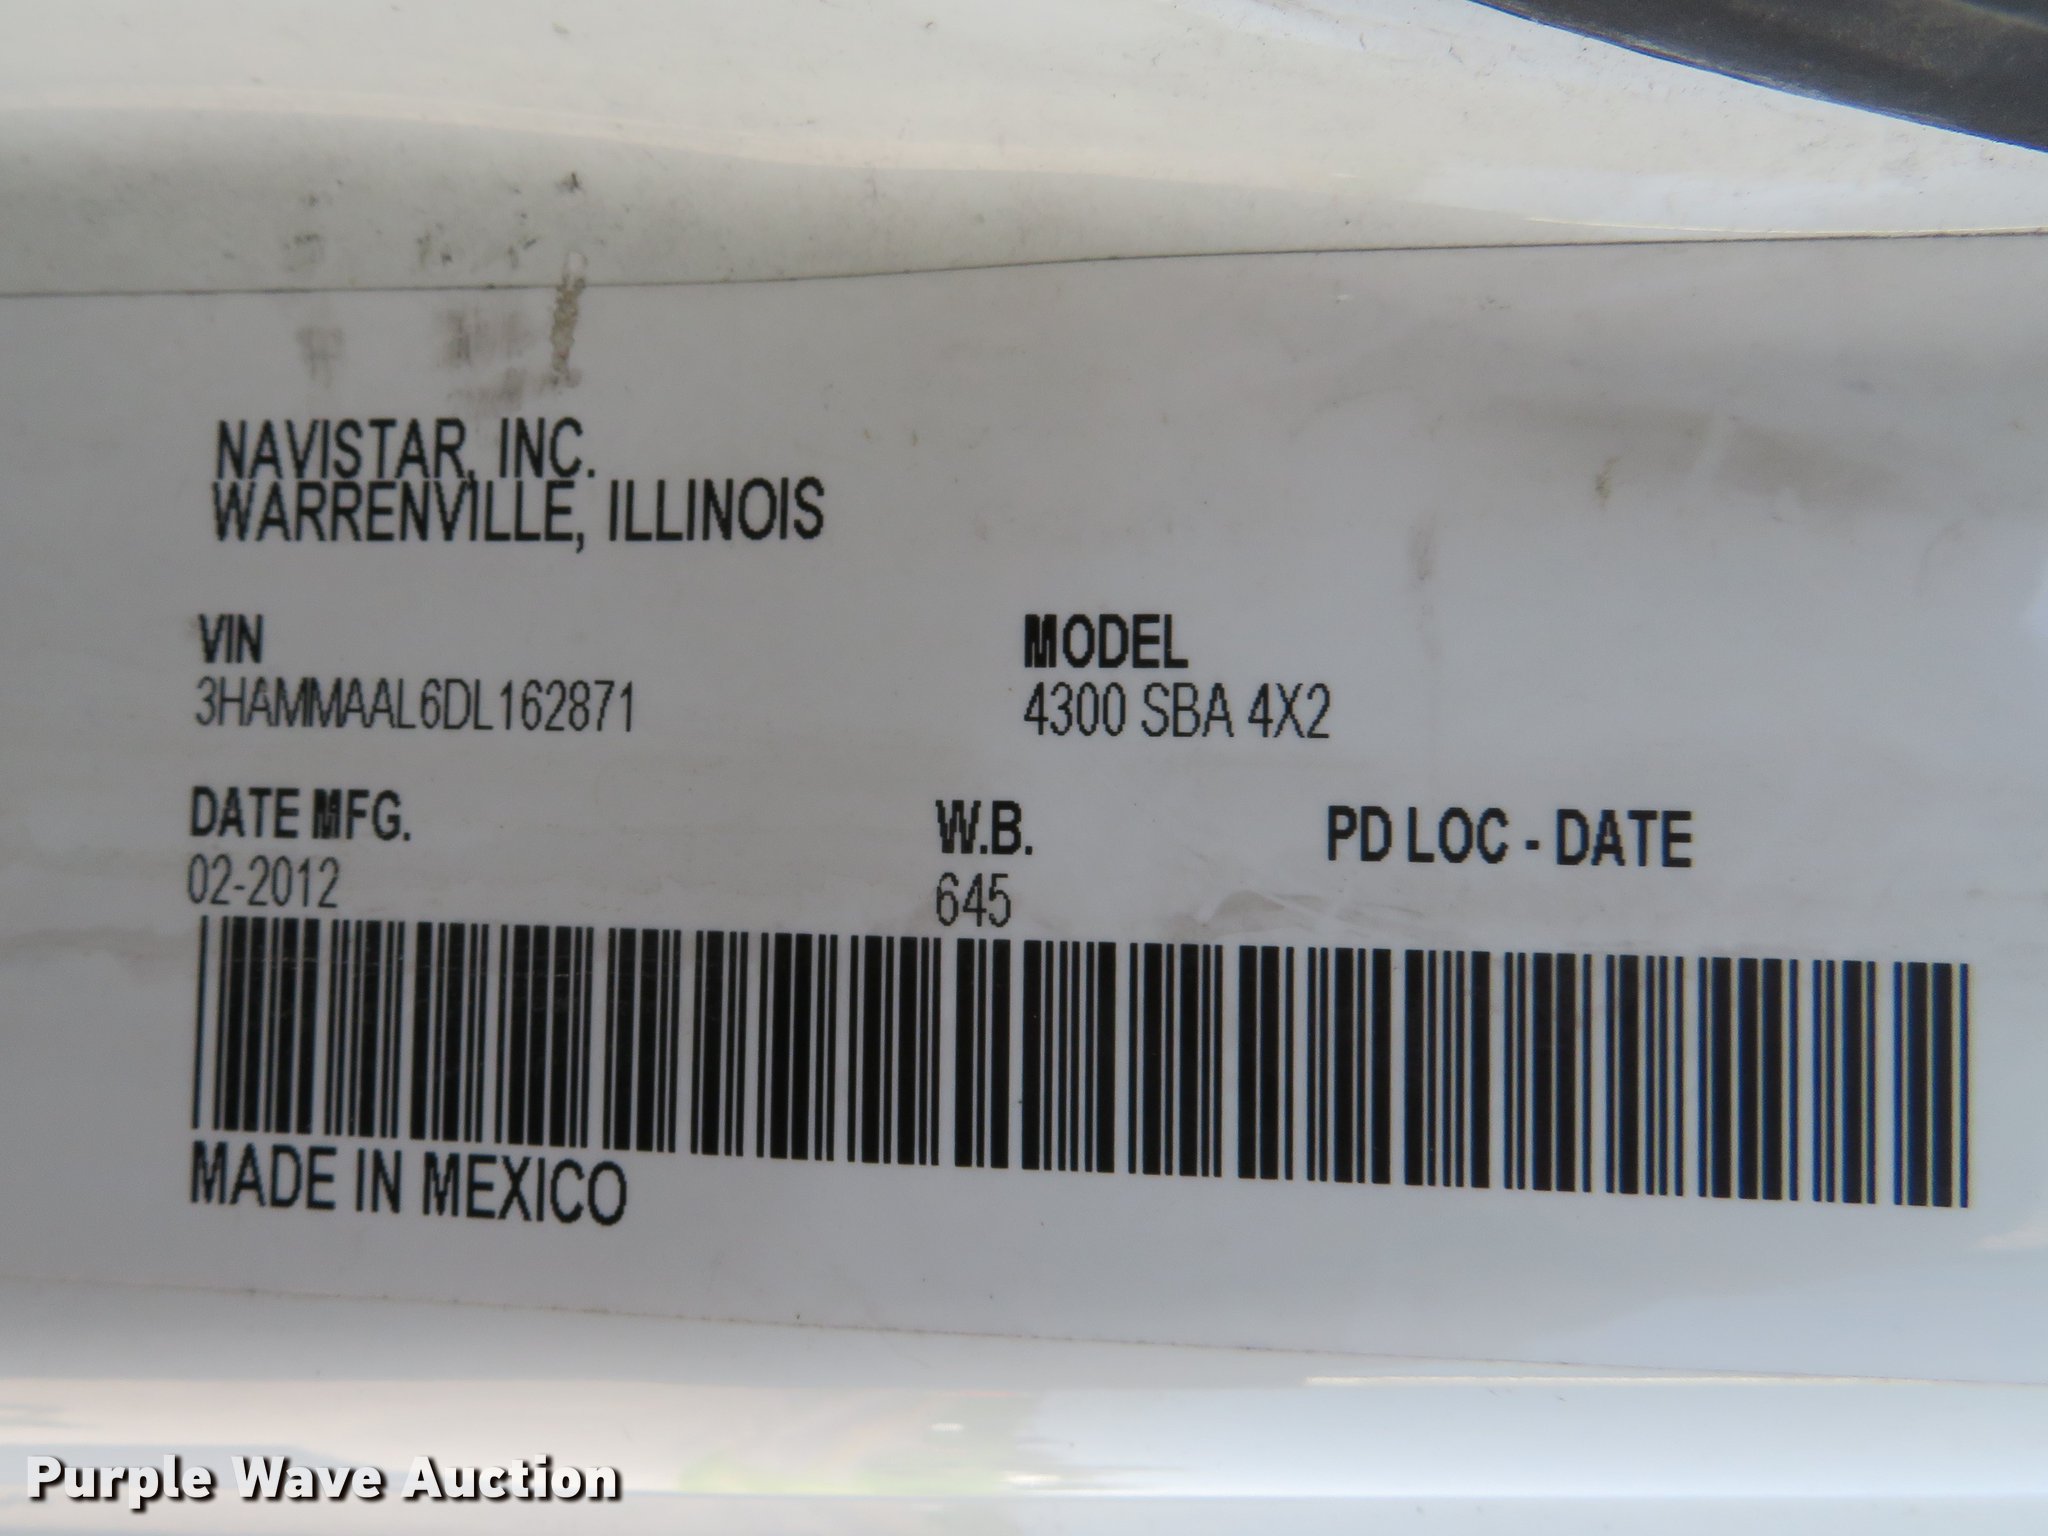 NAVISTAR, INC.
WARRENVILLE, ILLINOIS
VIN
3HAMMAAL6DL162871
MODEL
4300 SBA 4X2
DATE MFG.
02-2012
W.B.
645
PD LOC - DATE
MADE IN MEXICO
Purple Wave Auction